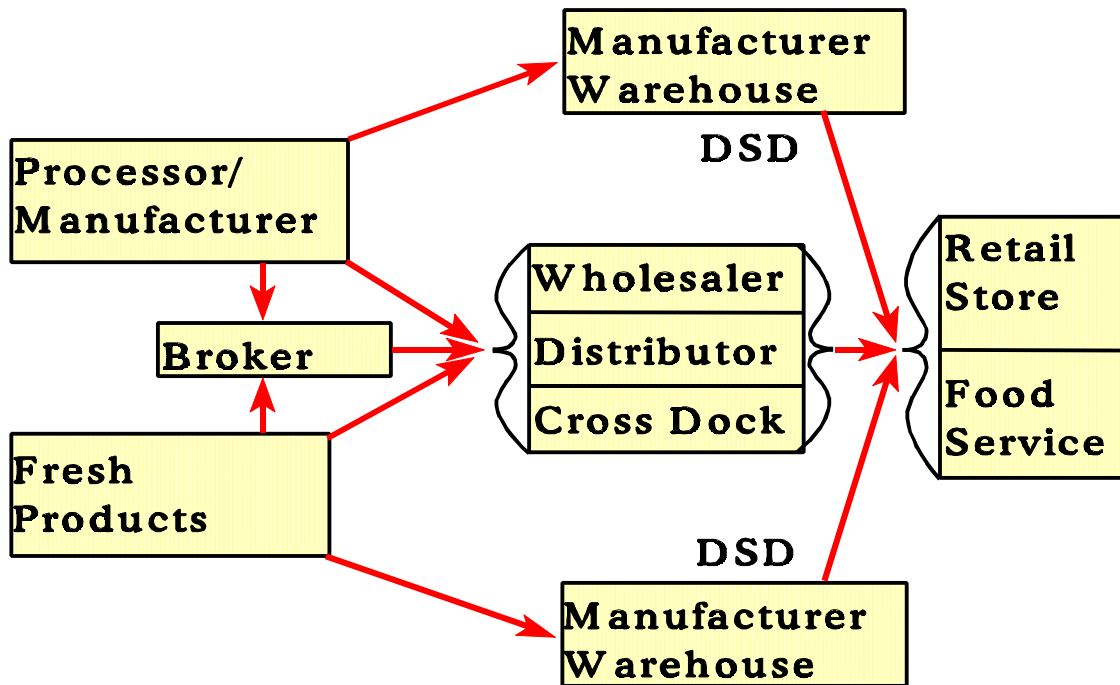 Manufacturer
Warehouse
DSD
Processor/
Manufacturer
Retail
Store
Wholesaler
Broker
Distributor
Food
Service
Cross Dock
Fresh
Products
DSD
Manufacturer
Warehouse